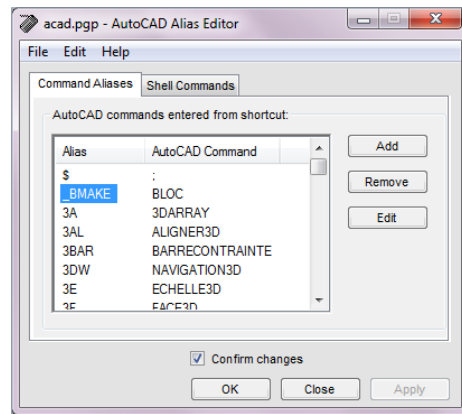 acad.pgp - AutoCAD Alias Editor
File Edit Help
Command Aliases Shell Commands
AutoCAD commands entered from shortcut:
Alias AutoCAD Command
$ :
_BMAKE BLOC
3A 3DARRAY
3AL ALIGNER3D
3BAR BARRECONTRAINTE
3DW NAVIGATION3D
3E ECHELLE3D
3F FACE3D
Add
Remove
Edit
Confirm changes
OK Close Apply